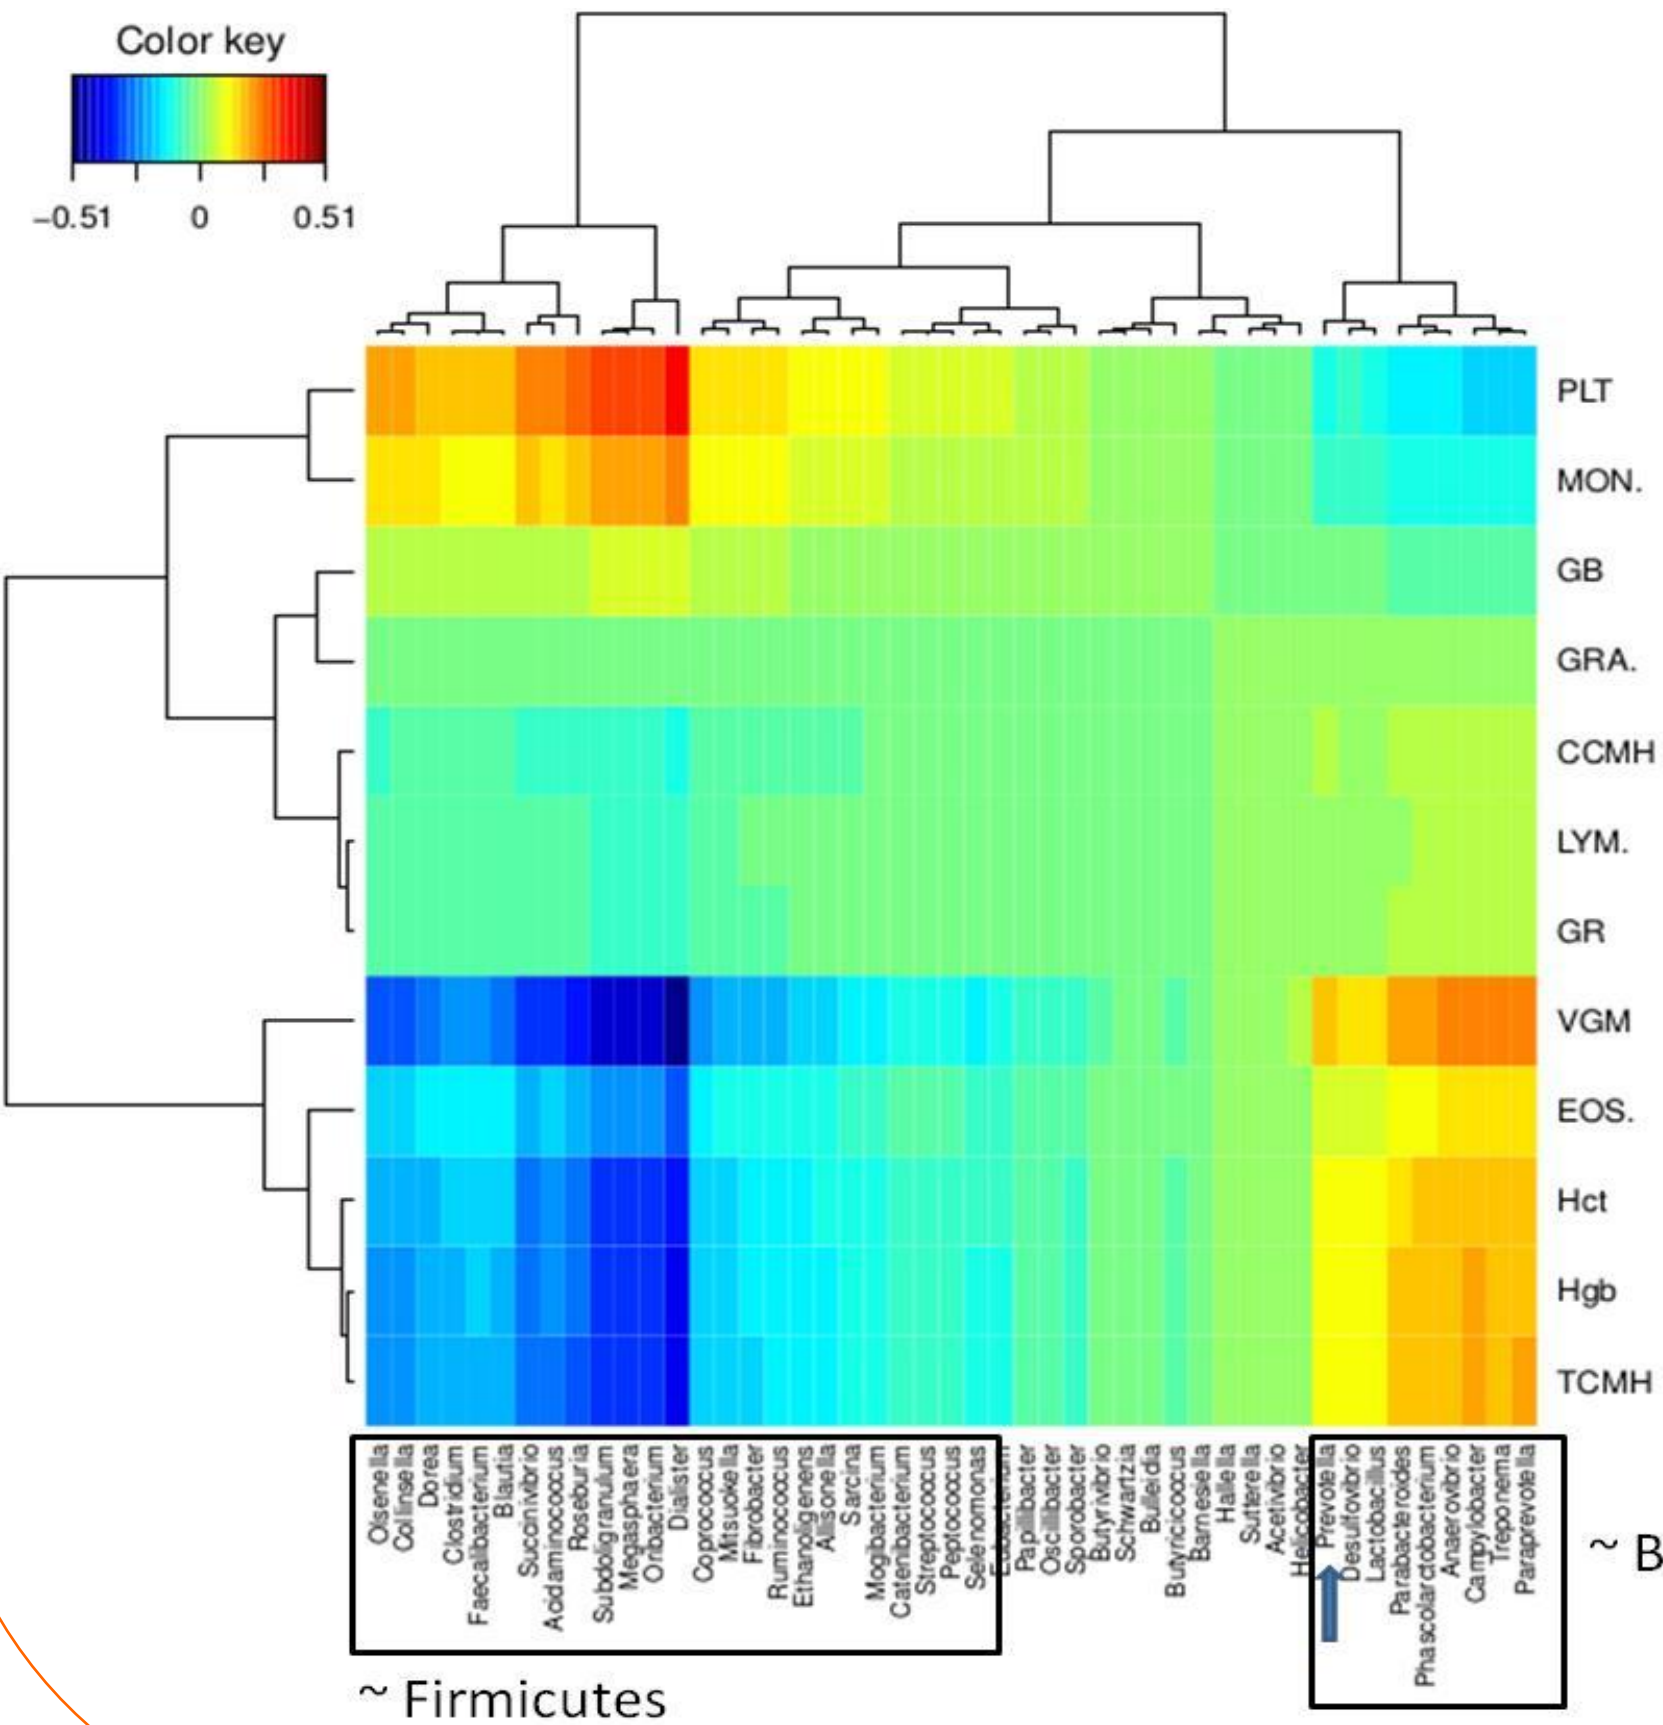 Color key
−0.51 0 0.51
PLT
MON.
GB
GRA.
CCMH
LYM.
GR
VGM
EOS.
Hct
Hgb
TCMH
Olsenella
Collinsella
Dorea
Clostridium
Faecalibacterium
Blautia
Succinivibrio
Acidaminococcus
Roseburia
Subdoligranulum
Megasphaera
Oribacterium
Dialister
Coprococcus
Mitsuokella
Fibrobacter
Ruminococcus
Ethanoligenens
Allisonella
Sarcina
Mogibacterium
Catenibacterium
Streptococcus
Peptococcus
Selenomonas
Eubacterium
Papillibacter
Oscillibacter
Sporobacter
Butyrivibrio
Schwartzia
Bulleidia
Butyricicoccus
Barnesiella
Hallella
Sutterella
Acetivibrio
Helicobacter
Prevotella
Desulfovibrio
Lactobacillus
Parabacteroides
Phascolarctobacterium
Anaerovibrio
Campylobacter
Treponema
Paraprevotella
~ B
~ Firmicutes